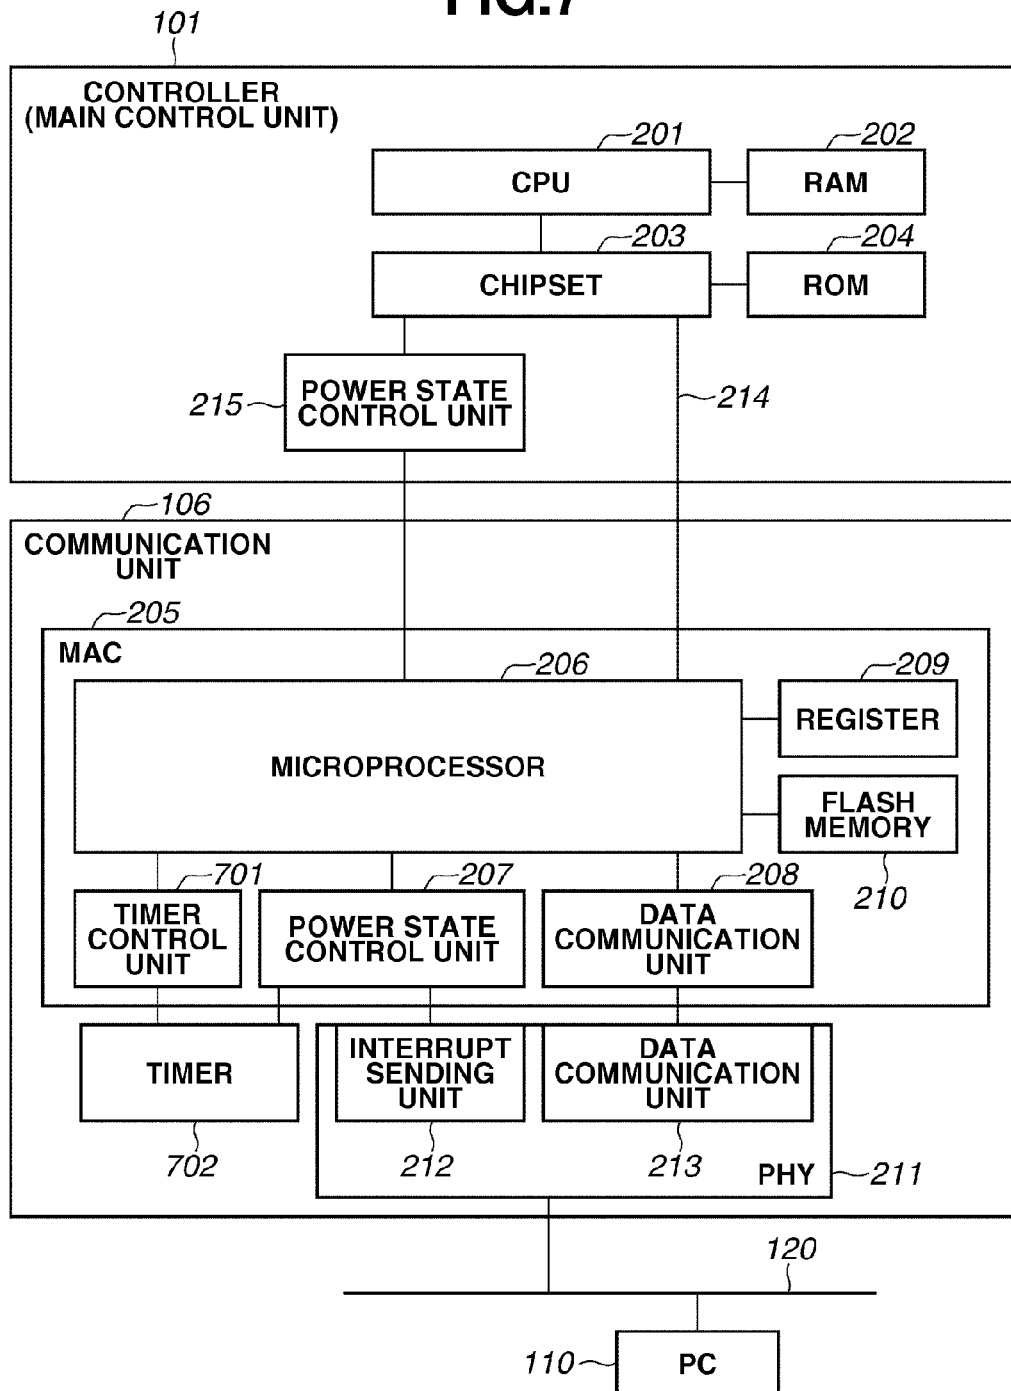 FIG.7
101
CONTROLLER
(MAIN CONTROL UNIT)
201
202
CPU
RAM
203
204
CHIPSET
ROM
POWER STATE
CONTROL UNIT
215
214
106
COMMUNICATION
UNIT
205
MAC
206
209
MICROPROCESSOR
REGISTER
FLASH
MEMORY
210
701
207
208
TIMER
CONTROL
UNIT
POWER STATE
CONTROL UNIT
DATA
COMMUNICATION
UNIT
TIMER
INTERRUPT
SENDING
UNIT
DATA
COMMUNICATION
UNIT
702
212
213
PHY
211
120
110
PC